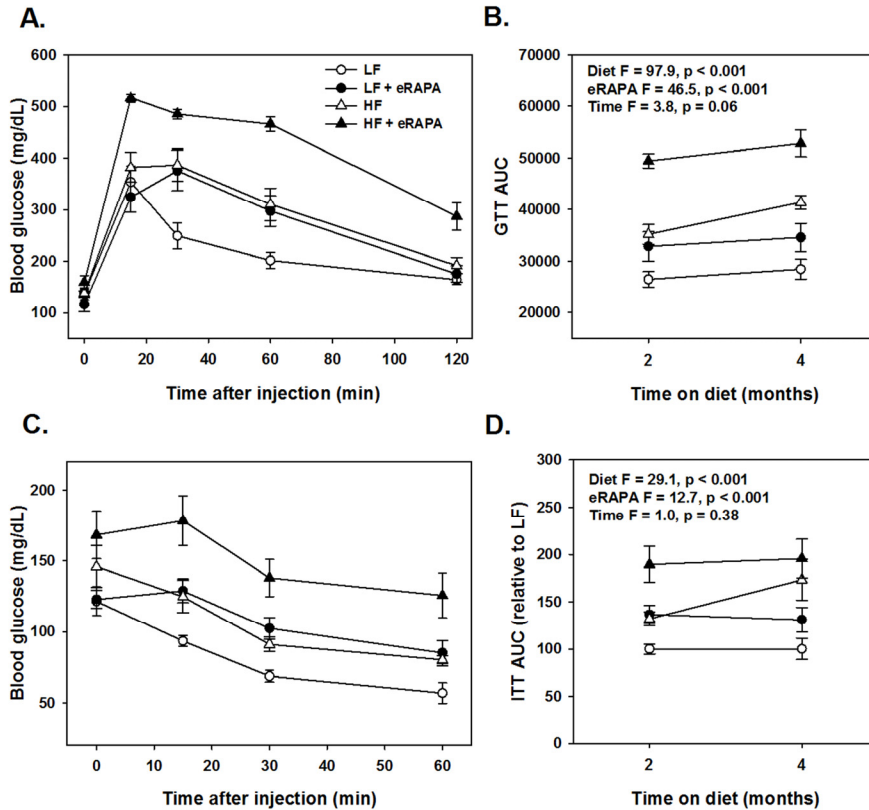 A.
Blood glucose (mg/dL)
600
500
400
300
200
100
LF
LF + eRAPA
HF
HF + eRAPA
0 20 40 60 80 100 120
Time after injection (min)
B.
GTT AUC
70000
60000
50000
40000
30000
20000
Diet F = 97.9, p < 0.001
eRAPA F = 46.5, p < 0.001
Time F = 3.8, p = 0.06
2 4
Time on diet (months)
C.
Blood glucose (mg/dL)
200
150
100
50
0 10 20 30 40 50 60
Time after injection (min)
D.
ITT AUC (relative to LF)
300
250
200
150
100
50
0
Diet F = 29.1, p < 0.001
eRAPA F = 12.7, p < 0.001
Time F = 1.0, p = 0.38
2 4
Time on diet (months)